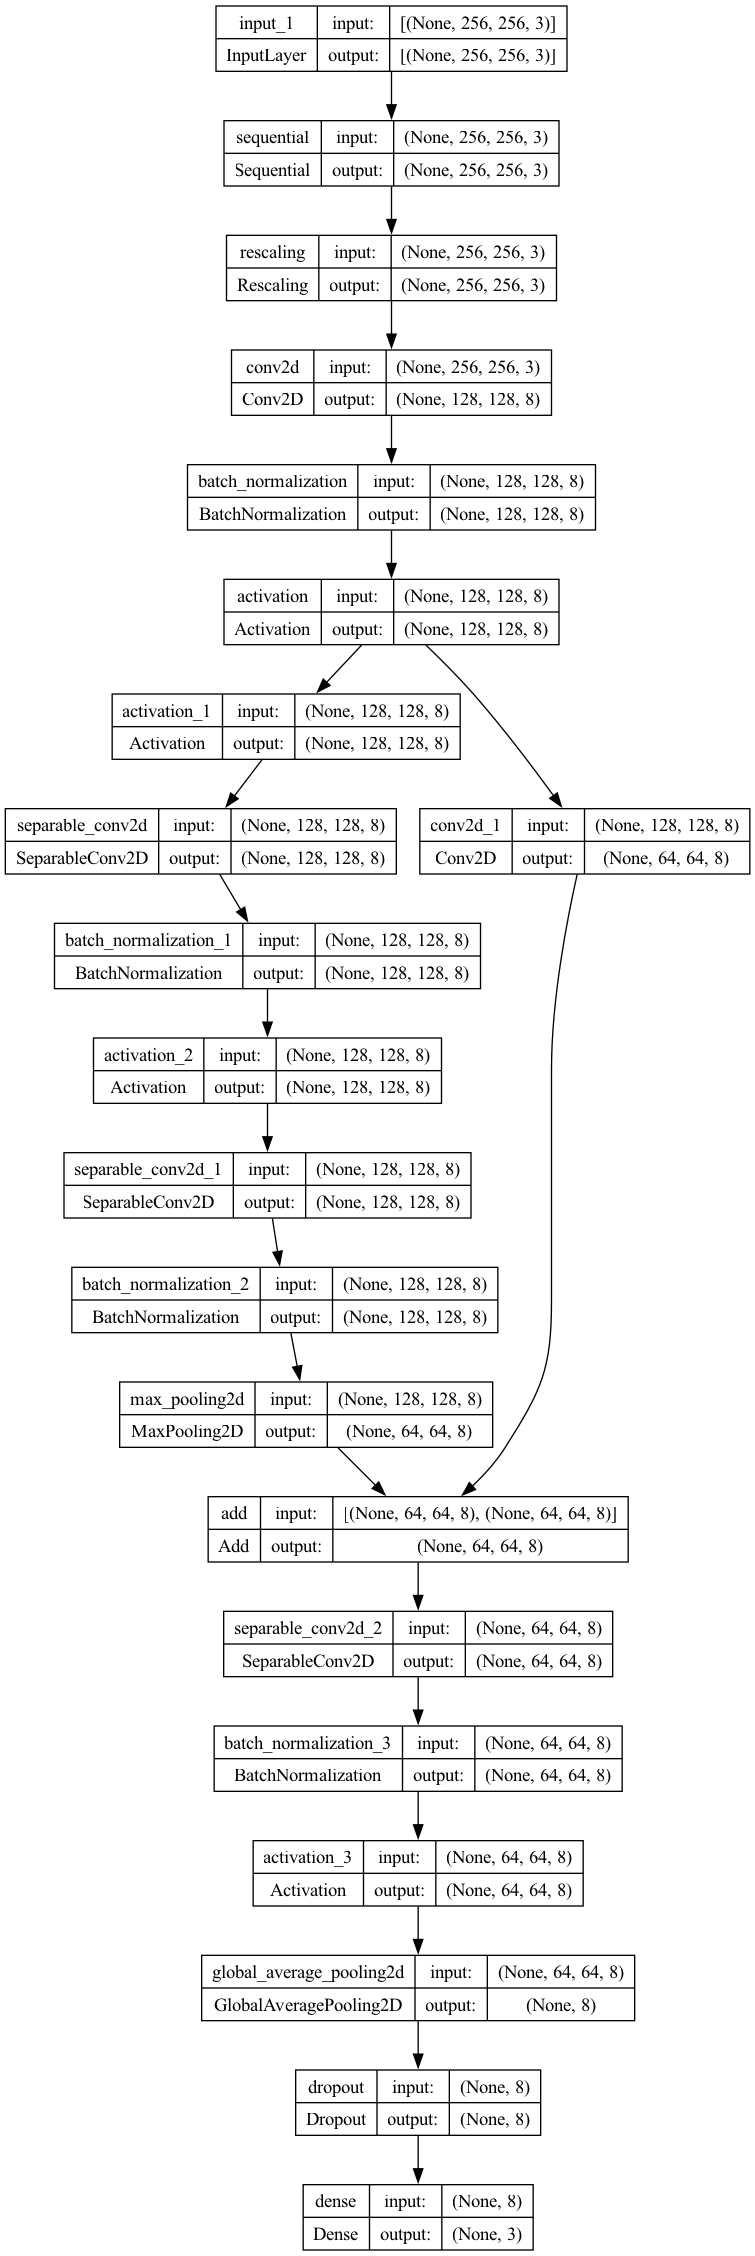 input_1 input: [(None, 256, 256, 3)]
InputLayer output: [(None, 256, 256, 3)]
sequential input: (None, 256, 256, 3)
Sequential output: (None, 256, 256, 3)
rescaling input: (None, 256, 256, 3)
Rescaling output: (None, 256, 256, 3)
conv2d input: (None, 256, 256, 3)
Conv2D output: (None, 128, 128, 8)
batch_normalization input: (None, 128, 128, 8)
BatchNormalization output: (None, 128, 128, 8)
activation input: (None, 128, 128, 8)
Activation output: (None, 128, 128, 8)
activation_1 input: (None, 128, 128, 8)
Activation output: (None, 128, 128, 8)
separable_conv2d input: (None, 128, 128, 8)
SeparableConv2D output: (None, 128, 128, 8)
conv2d_1 input: (None, 128, 128, 8)
Conv2D output: (None, 64, 64, 8)
batch_normalization_1 input: (None, 128, 128, 8)
BatchNormalization output: (None, 128, 128, 8)
activation_2 input: (None, 128, 128, 8)
Activation output: (None, 128, 128, 8)
separable_conv2d_1 input: (None, 128, 128, 8)
SeparableConv2D output: (None, 128, 128, 8)
batch_normalization_2 input: (None, 128, 128, 8)
BatchNormalization output: (None, 128, 128, 8)
max_pooling2d input: (None, 128, 128, 8)
MaxPooling2D output: (None, 64, 64, 8)
add input: [(None, 64, 64, 8), (None, 64, 64, 8)]
Add output: (None, 64, 64, 8)
separable_conv2d_2 input: (None, 64, 64, 8)
SeparableConv2D output: (None, 64, 64, 8)
batch_normalization_3 input: (None, 64, 64, 8)
BatchNormalization output: (None, 64, 64, 8)
activation_3 input: (None, 64, 64, 8)
Activation output: (None, 64, 64, 8)
global_average_pooling2d input: (None, 64, 64, 8)
GlobalAveragePooling2D output: (None, 8)
dropout input: (None, 8)
Dropout output: (None, 8)
dense input: (None, 8)
Dense output: (None, 3)